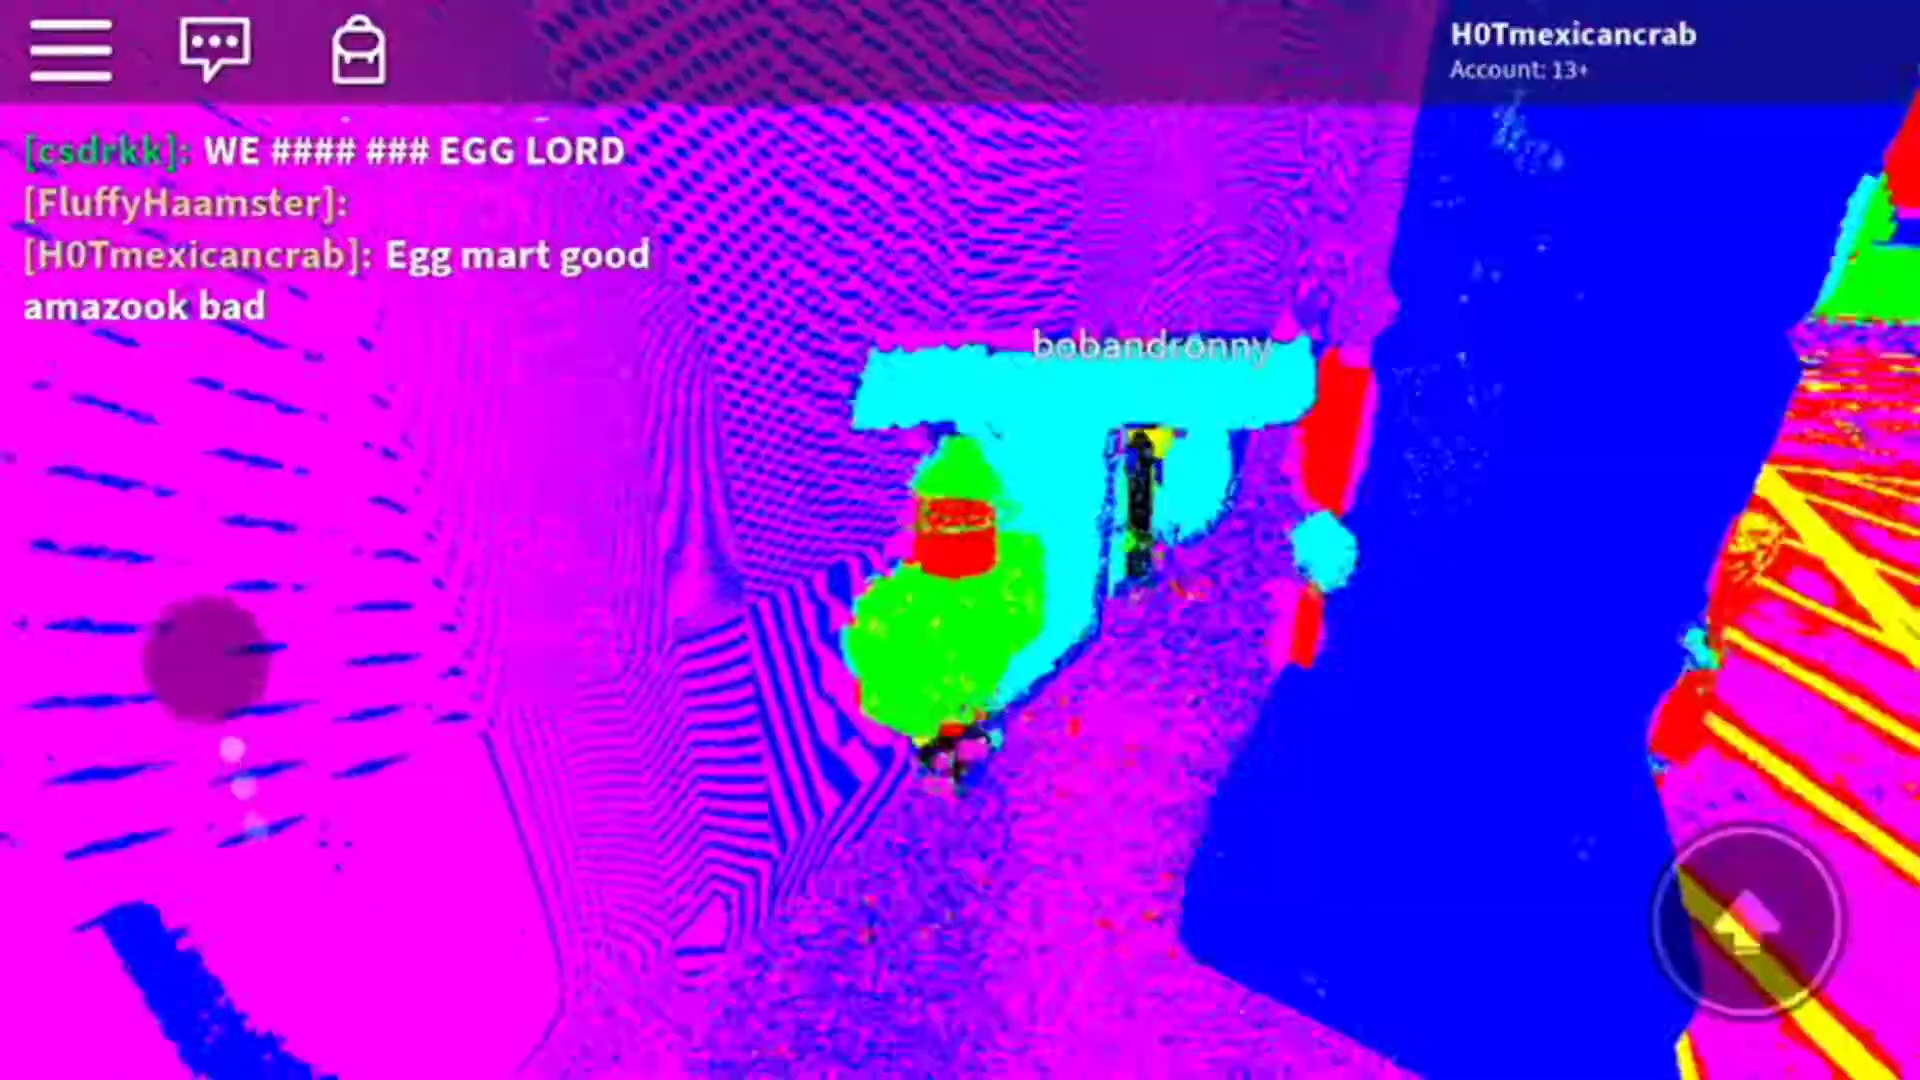 H0Tmexicancrab
Account: 13+
[csdrkk]: WE #### ### EGG LORD
[FluffyHaamster]:
[H0Tmexicancrab]: Egg mart good
amazook bad
bobandronny